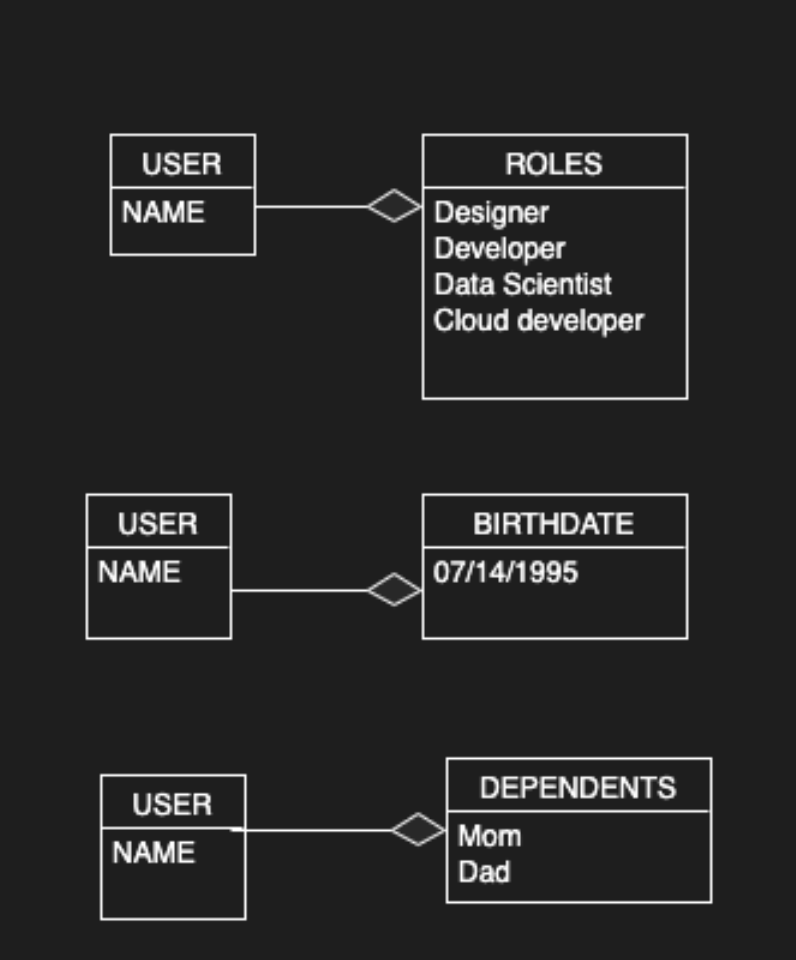 USER
NAME
ROLES
Designer
Developer
Data Scientist
Cloud developer
USER
NAME
BIRTHDATE
07/14/1995
USER
NAME
DEPENDENTS
Mom
Dad